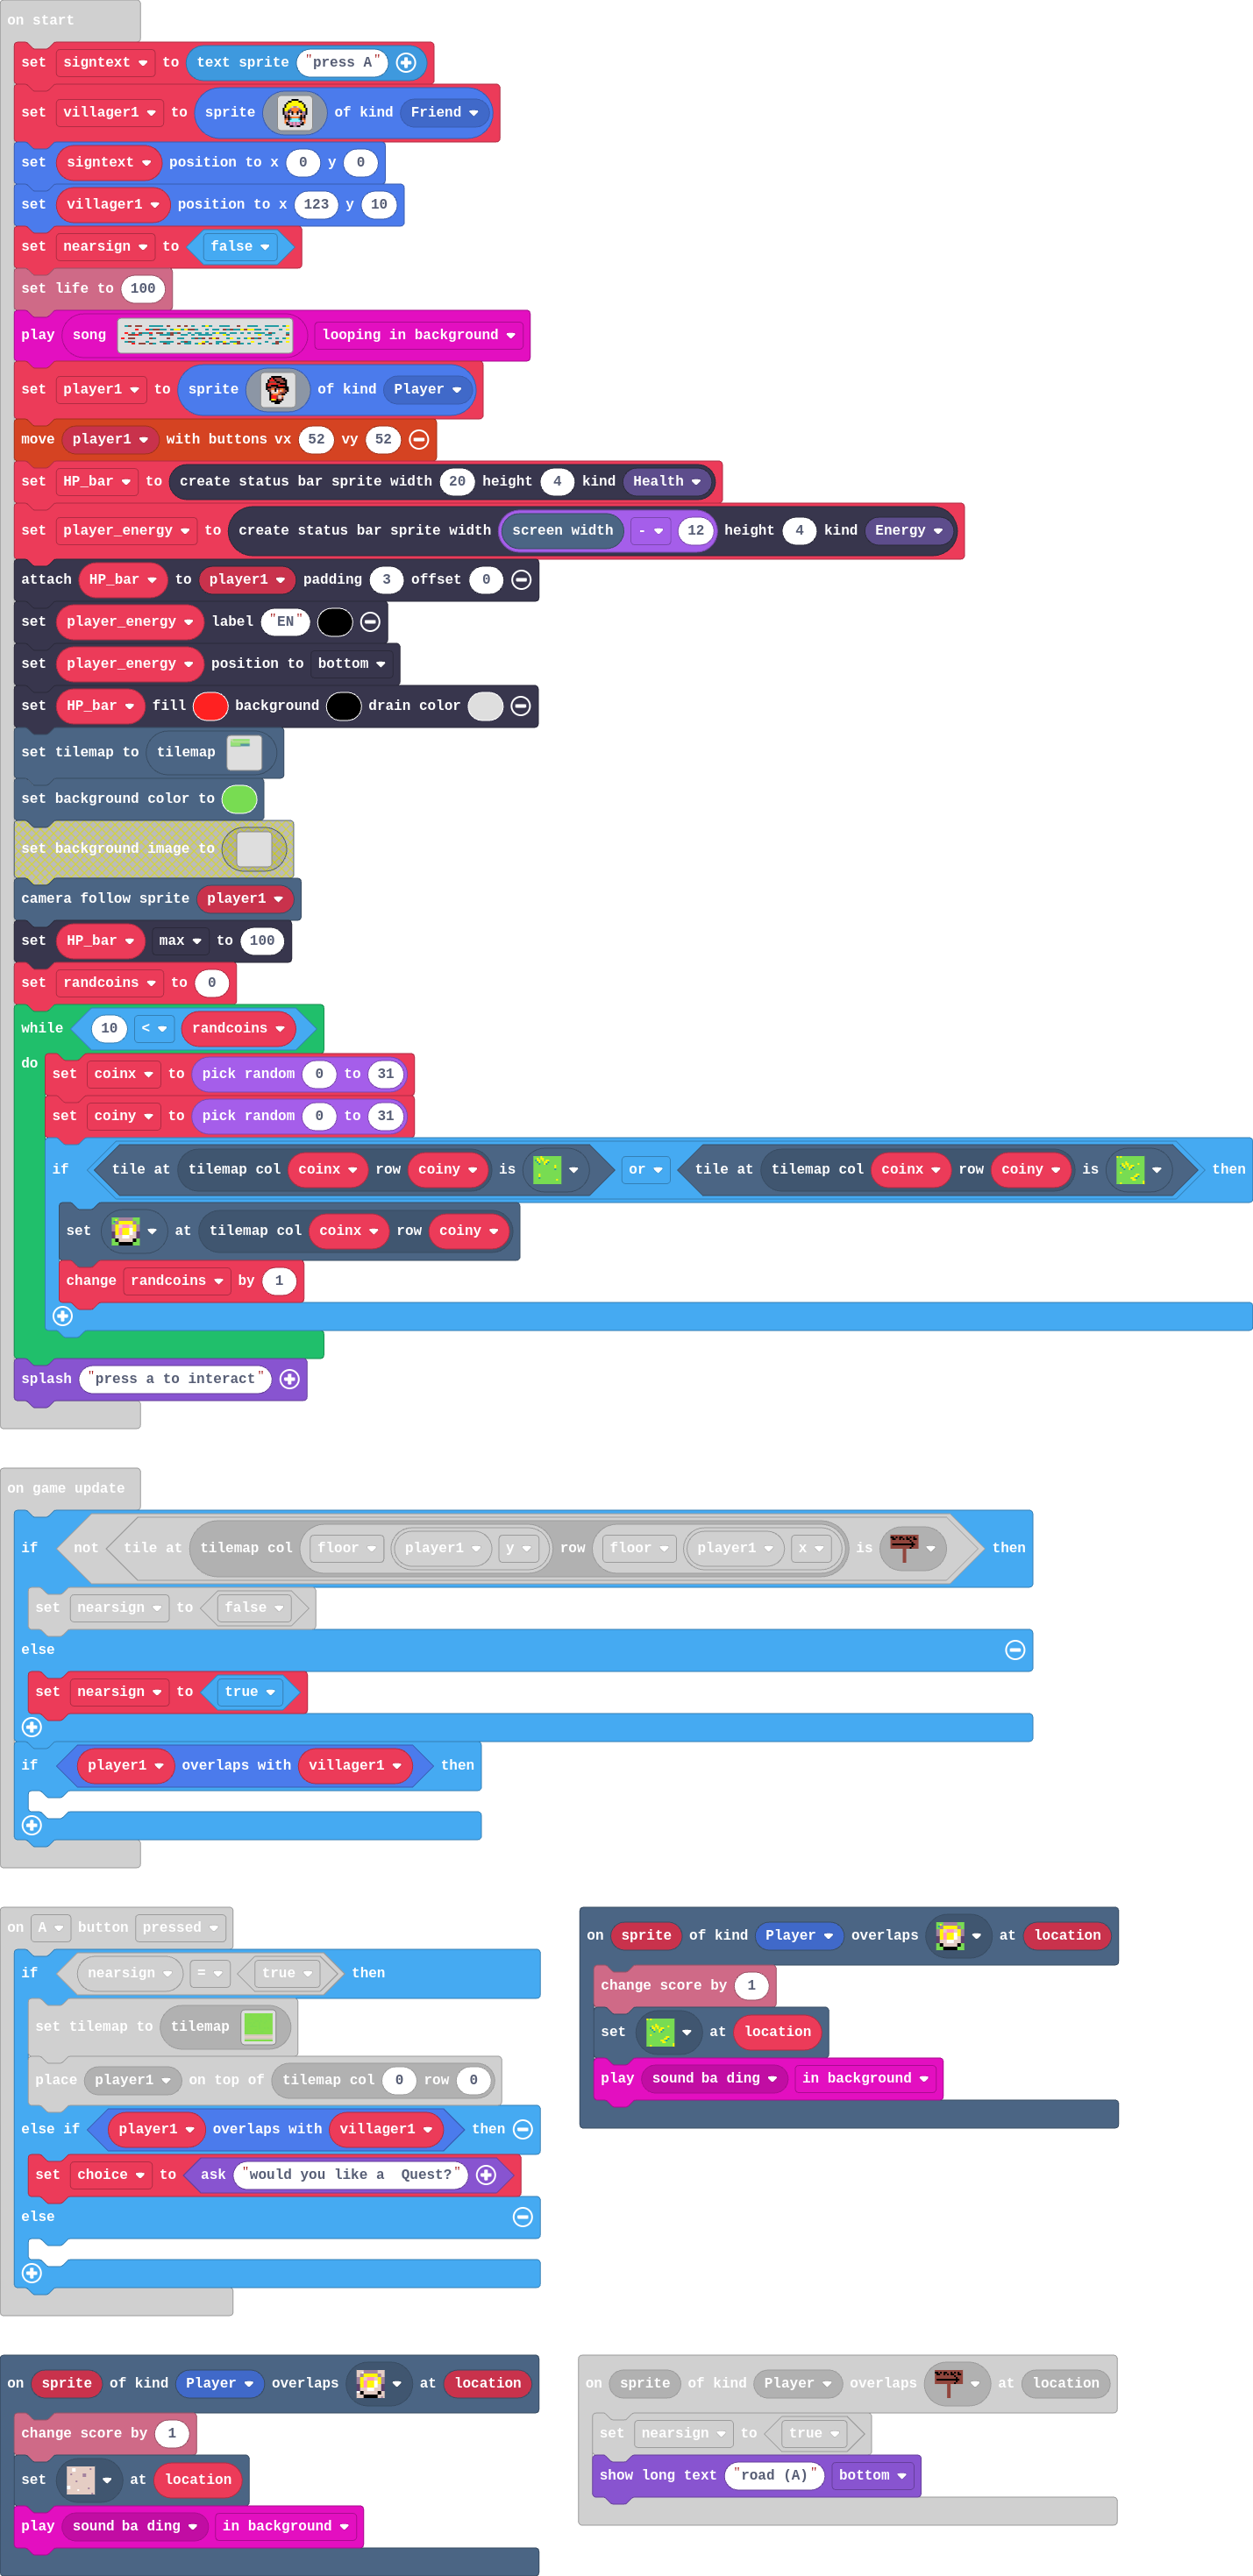 on start
set signtext to text sprite "press A"
set villager1 to sprite of kind Friend
set signtext position to x 0 y 0
set villager1 position to x 123 y 10
set nearsign to false
set life to 100
play song looping in background
set player1 to sprite of kind Player
move player1 with buttons vx 52 vy 52
set HP_bar to create status bar sprite width 20 height 4 kind Health
set player_energy to create status bar sprite width screen width - 12 height 4 kind Energy
attach HP_bar to player1 padding 3 offset 0
set player_energy label "EN"
set player_energy position to bottom
set HP_bar fill background drain color
set tilemap to tilemap
set background color to
set background image to
camera follow sprite player1
set HP_bar max to 100
set randcoins to 0
while 10 < randcoins
do set coinx to pick random 0 to 31
set coiny to pick random 0 to 31
if tile at tilemap col coinx row coiny is or tile at tilemap col coinx row coiny is then
set at tilemap col coinx row coiny
change randcoins by 1
splash "press a to interact"
on game update
if not tile at tilemap col floor player1 y row floor player1 x is then
set nearsign to false
else
set nearsign to true
if player1 overlaps with villager1 then
on A button pressed
if nearsign = true then
set tilemap to tilemap
place player1 on top of tilemap col 0 row 0
else if player1 overlaps with villager1 then
set choice to ask "would you like a  Quest?"
else
on sprite of kind Player overlaps at location
change score by 1
set at location
play sound ba ding in background
on sprite of kind Player overlaps at location
change score by 1
set at location
play sound ba ding in background
on sprite of kind Player overlaps at location
set nearsign to true
show long text "road (A)" bottom